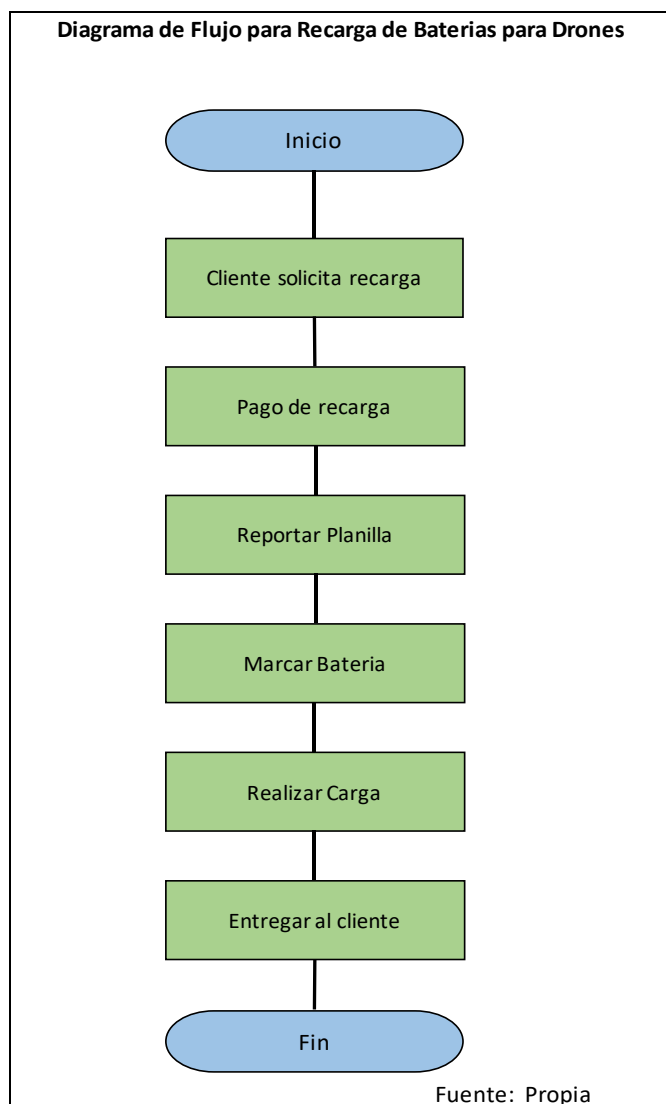 Diagrama de Flujo para Recarga de Baterias para Drones
Inicio
Cliente solicita recarga
Pago de recarga
Reportar Planilla
Marcar Bateria
Realizar Carga
Entregar al cliente
Fin
Fuente: Propia